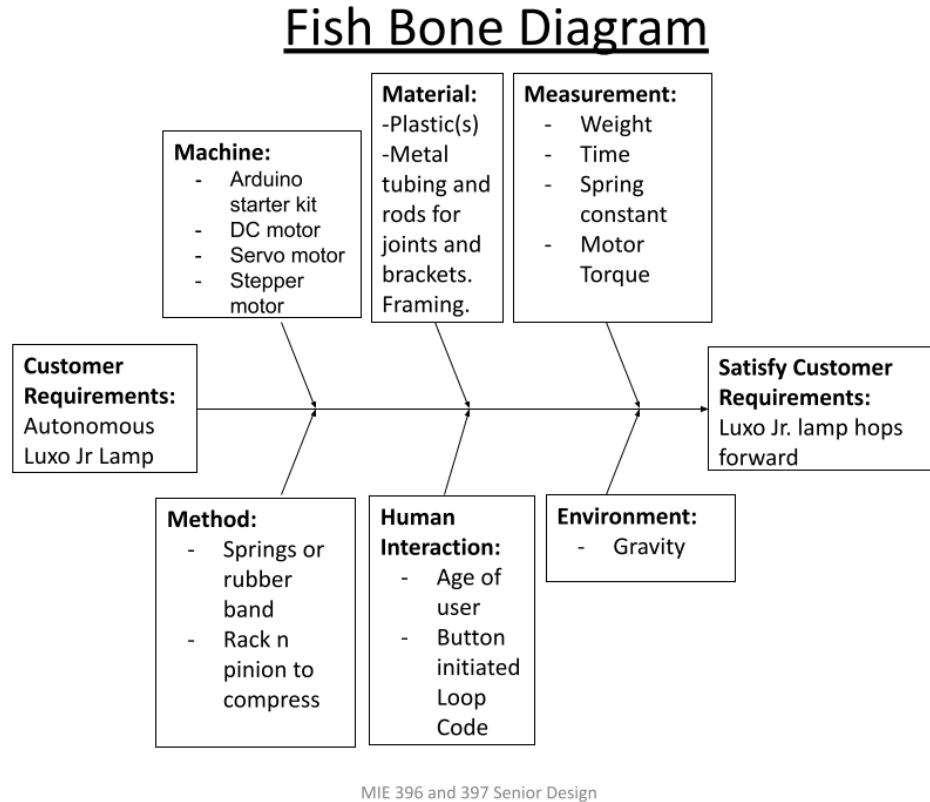 Fish Bone Diagram
Machine:
- Arduino
starter kit
- DC motor
- Servo motor
- Stepper
motor
Material:
-Plastic(s)
-Metal
tubing and
rods for
joints and
brackets.
Framing.
Measurement:
- Weight
- Time
- Spring
constant
- Motor
Torque
Customer
Requirements:
Autonomous
Luxo Jr Lamp
Satisfy Customer
Requirements:
Luxo Jr. lamp hops
forward
Method:
- Springs or
rubber
band
- Rack n
pinion to
compress
Human
Interaction:
- Age of
user
- Button
initiated
Loop
Code
Environment:
- Gravity
MIE 396 and 397 Senior Design